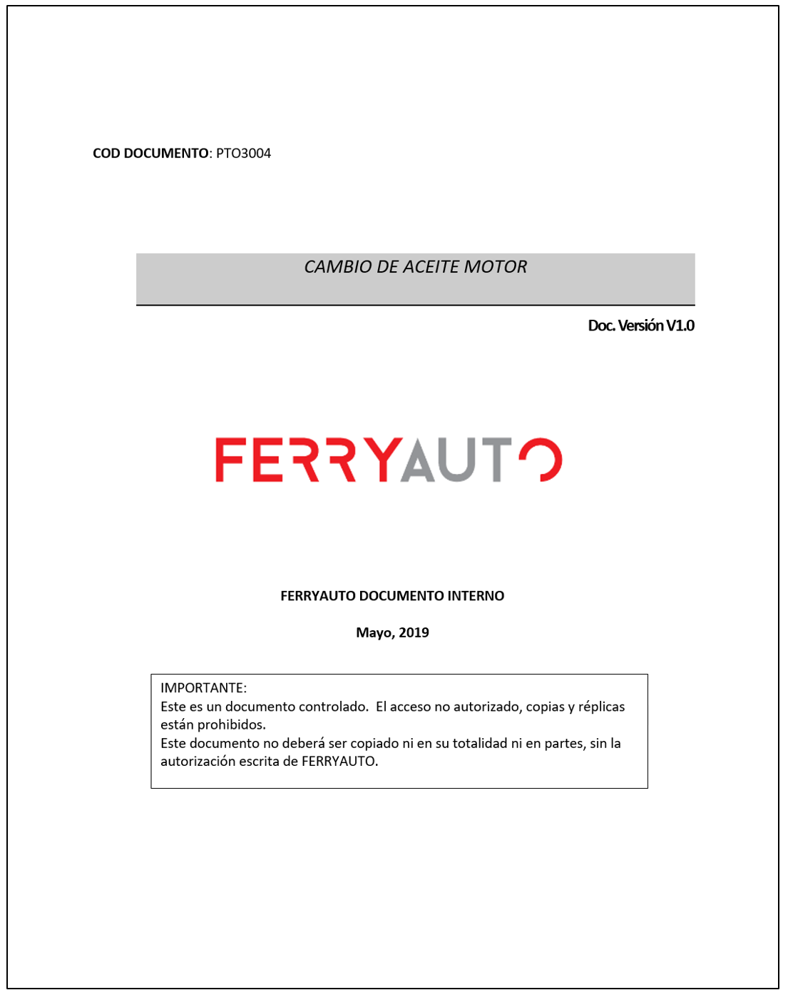 COD DOCUMENTO: PTO3004
CAMBIO DE ACEITE MOTOR
Doc. Versión V1.0
FERRYAUTO
FERRYAUTO DOCUMENTO INTERNO
Mayo, 2019
IMPORTANTE:
Este es un documento controlado.  El acceso no autorizado, copias y réplicas
están prohibidos.
Este documento no deberá ser copiado ni en su totalidad ni en partes, sin la
autorización escrita de FERRYAUTO.